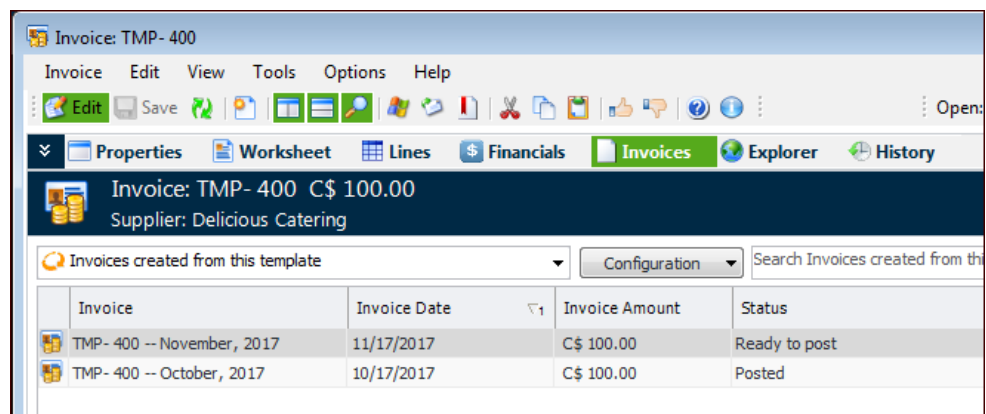 Invoice: TMP- 400
Invoice Edit View Tools Options Help
Edit Save Open:
Properties Worksheet Lines Financials Invoices Explorer History
Invoice: TMP- 400 C$ 100.00
Supplier: Delicious Catering
Invoices created from this template Configuration Search Invoices created from
Invoice Invoice Date 1 Invoice Amount Status
TMP- 400 -- November, 2017 11/17/2017 C$ 100.00 Ready to post
TMP- 400 -- October, 2017 10/17/2017 C$ 100.00 Posted